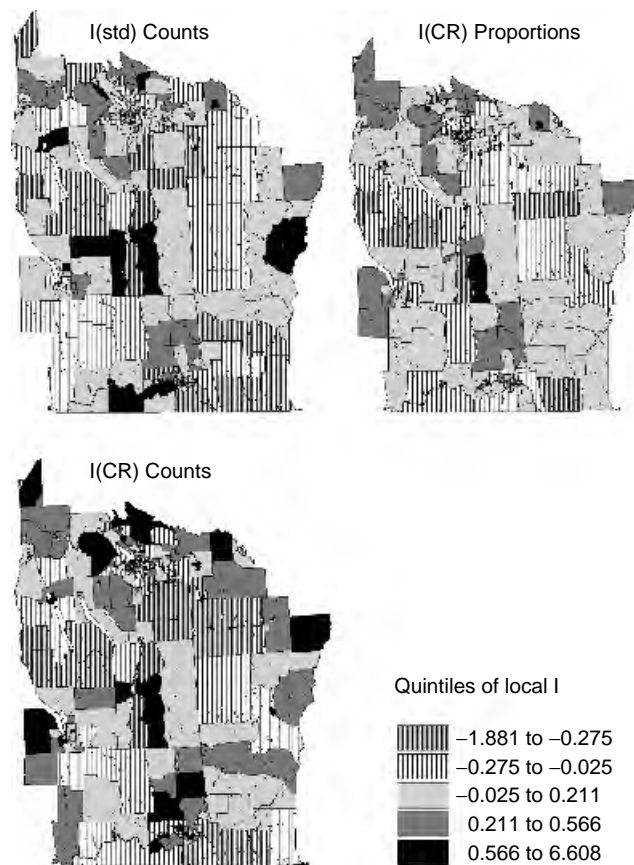 I(std) Counts
I(CR) Proportions
I(CR) Counts
Quintiles of local I
−1.881 to −0.275
−0.275 to −0.025
−0.025 to 0.211
0.211 to 0.566
0.566 to 6.608